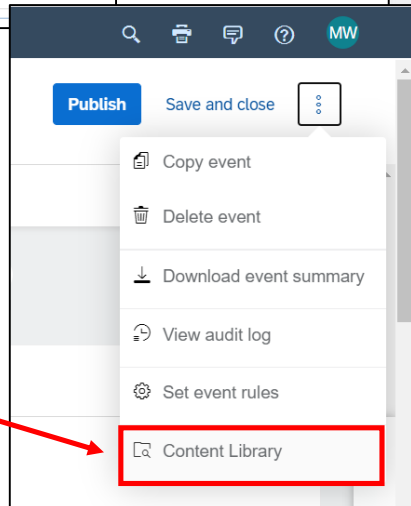 MW
Publish Save and close
Copy event
Delete event
Download event summary
View audit log
Set event rules
Content Library